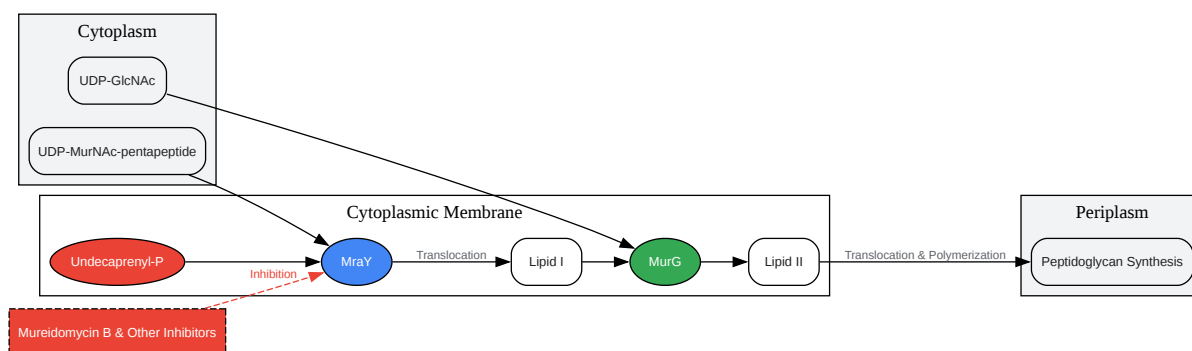 Cytoplasm
UDP-GlcNAc
UDP-MurNAc-pentapeptide
Cytoplasmic Membrane
Periplasm
Undecaprenyl-P
MraY
Translocation
Lipid I
MurG
Lipid II
Translocation & Polymerization
Peptidoglycan Synthesis
Inhibition
Mureidomycin B & Other Inhibitors